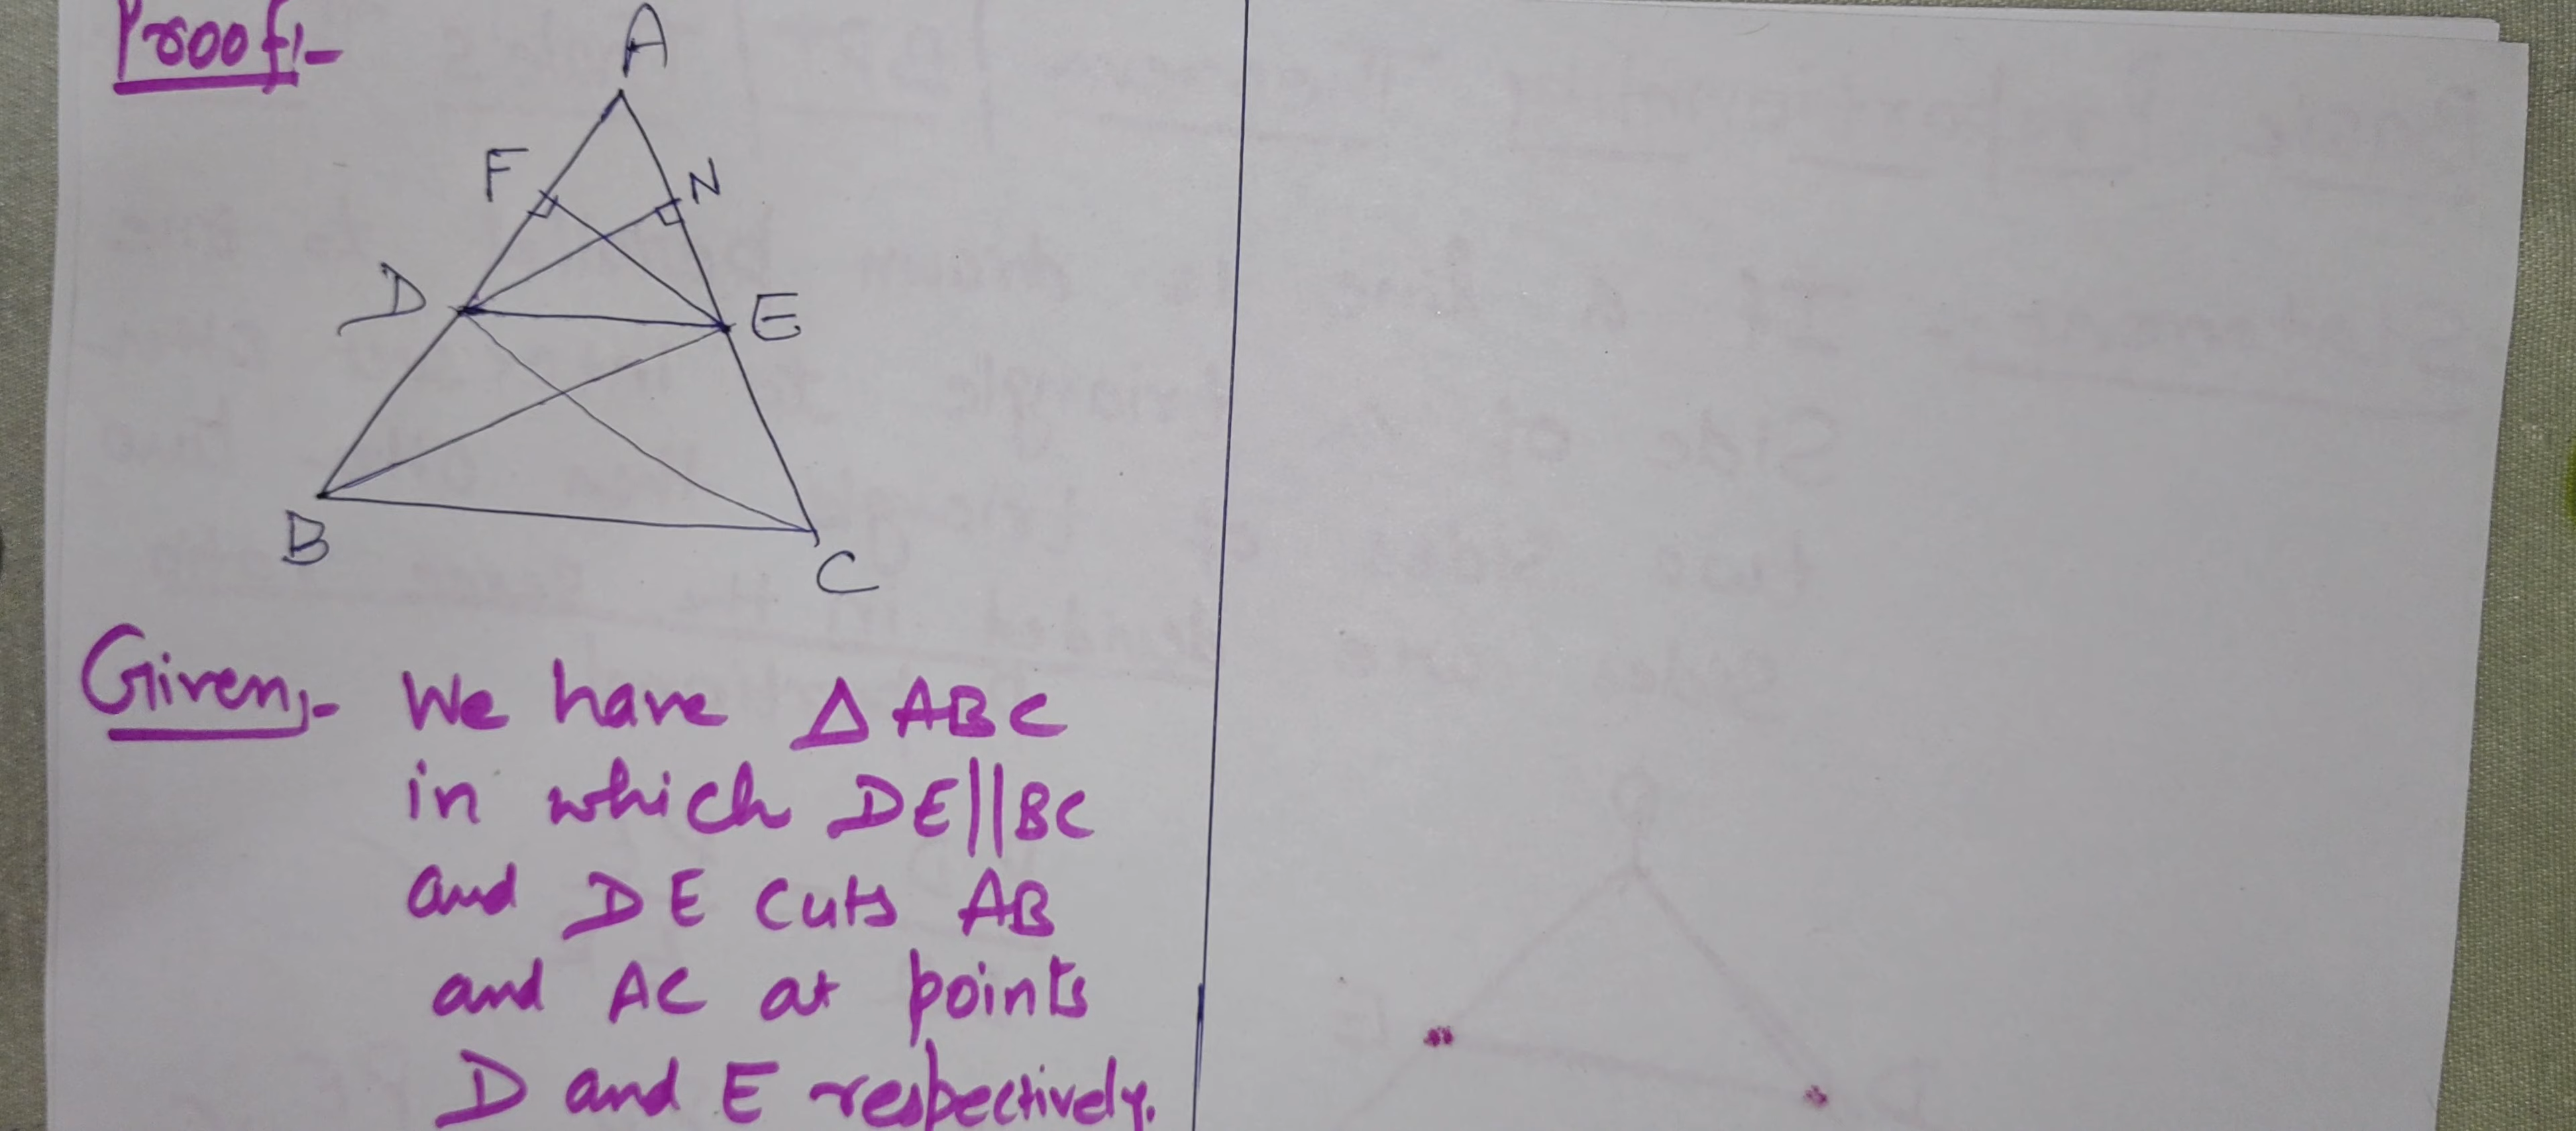 Proof:-
A
F
N
D
E
B
C
Given:- We have △ ABC
in which DE||BC
and DE cuts AB
and AC at points
D and E respectively.